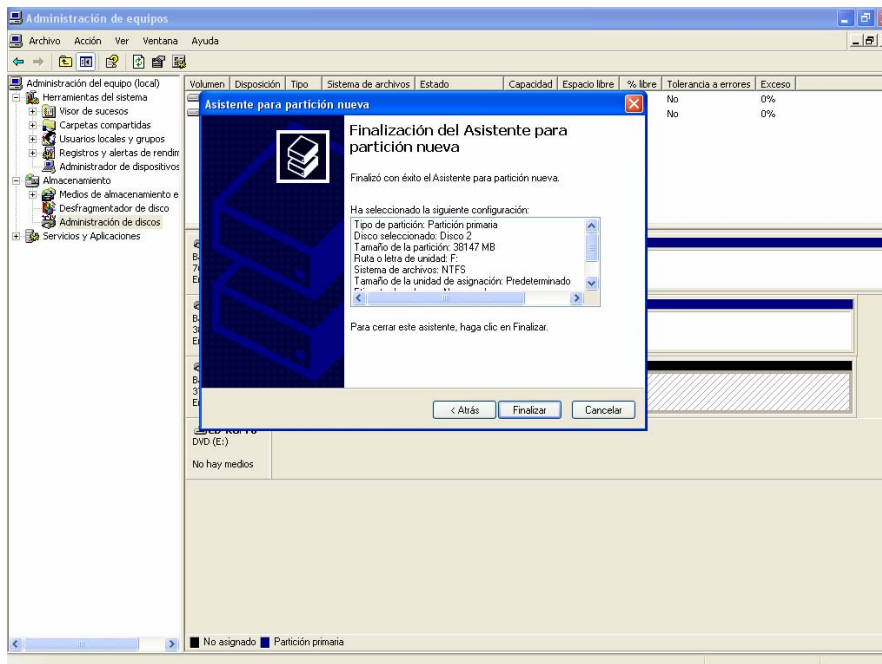 Administración de equipos
Archivo Acción Ver Ventana Ayuda
Administración del equipo (local)
Herramientas del sistema
Visor de sucesos
Carpetas compartidas
Usuarios locales y grupos
Registros y alertas de rendim
Administrador de dispositivos
Almacenamiento
Medios de almacenamiento e
Desfragmentador de disco
Administración de discos
Servicios y Aplicaciones
Volumen Disposición Tipo Sistema de archivos Estado Capacidad Espacio libre % libre Tolerancia a errores Exceso
No 0%
No 0%
Asistente para partición nueva
Finalización del Asistente para
partición nueva
Finalizó con éxito el Asistente para partición nueva.
Ha seleccionado la siguiente configuración:
Tipo de partición: Partición primaria
Disco seleccionado: Disco 2
Tamaño de la partición: 38147 MB
Ruta o letra de unidad: F:
Sistema de archivos: NTFS
Tamaño de la unidad de asignación: Predeterminado
Para cerrar este asistente, haga clic en Finalizar.
< Atrás Finalizar Cancelar
DVD (E:)
No hay medios
No asignado Partición primaria